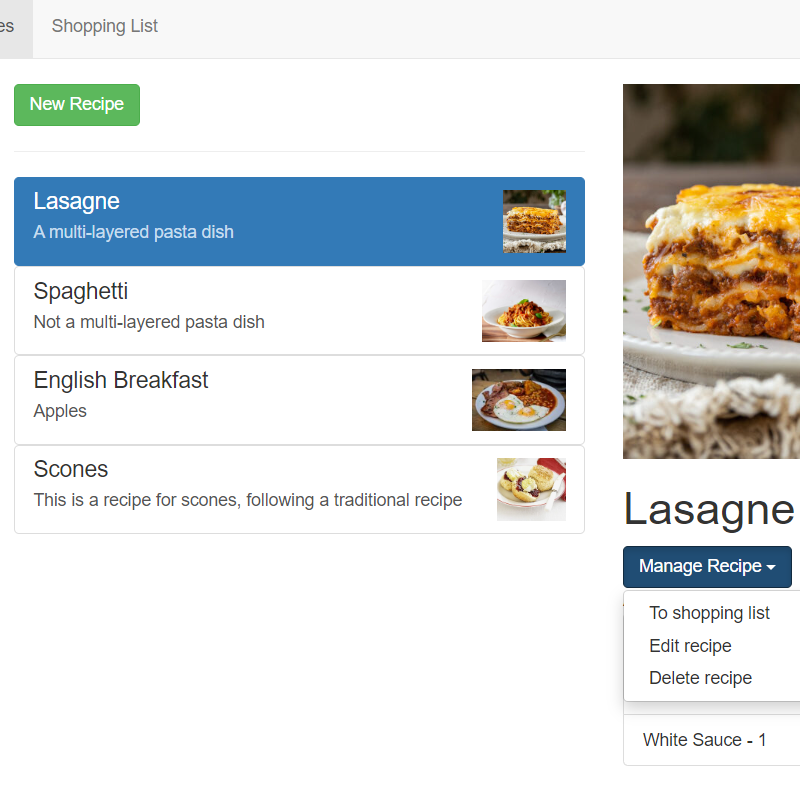 es
Shopping List
New Recipe
Lasagne
A multi-layered pasta dish
Spaghetti
Not a multi-layered pasta dish
English Breakfast
Apples
Scones
This is a recipe for scones, following a traditional recipe
Lasagne
Manage Recipe
To shopping list
Edit recipe
Delete recipe
White Sauce - 1